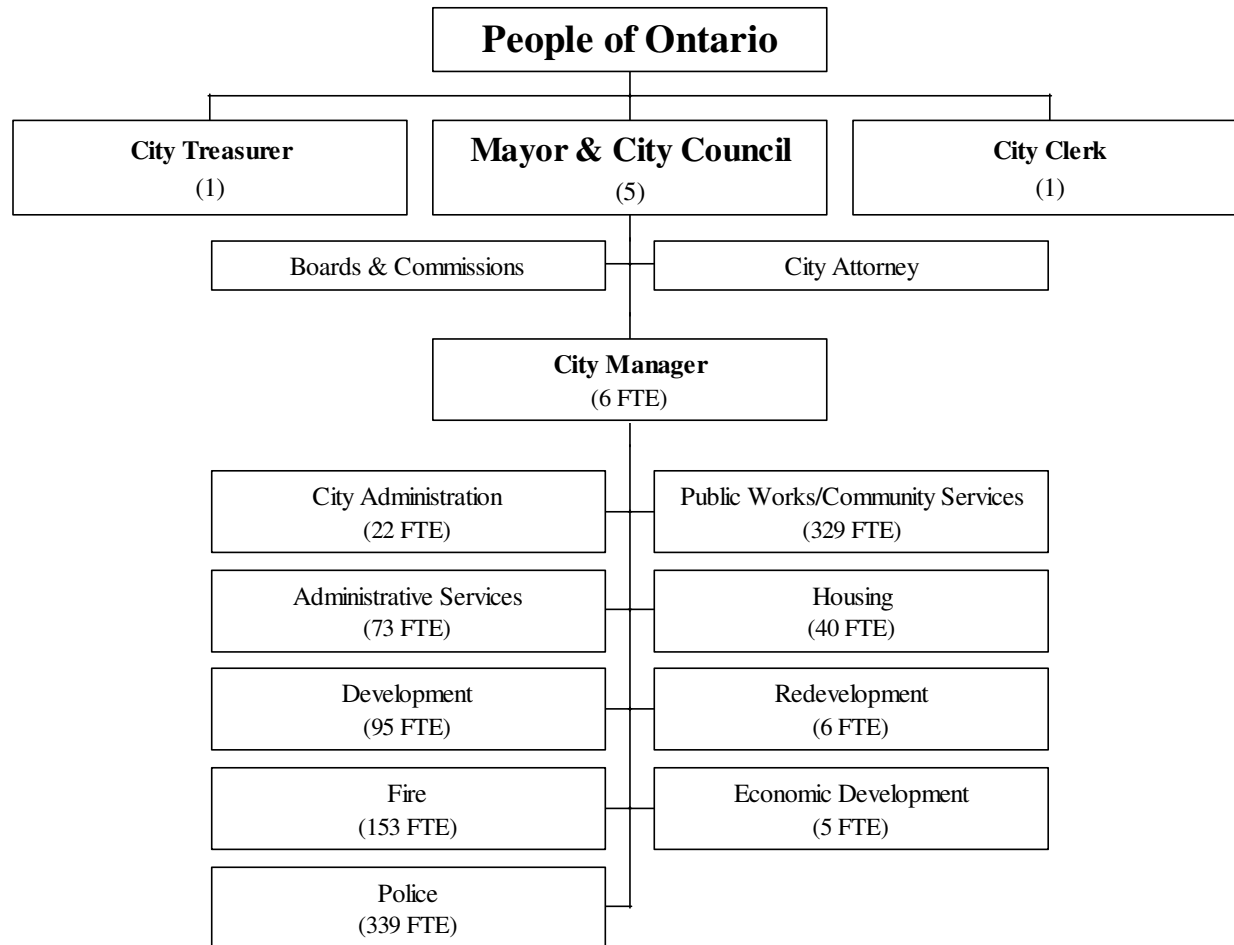 People of Ontario
City Treasurer
(1)
Mayor & City Council
(5)
City Clerk
(1)
Boards & Commissions
City Attorney
City Manager
(6 FTE)
City Administration
(22 FTE)
Public Works/Community Services
(329 FTE)
Administrative Services
(73 FTE)
Housing
(40 FTE)
Development
(95 FTE)
Redevelopment
(6 FTE)
Fire
(153 FTE)
Economic Development
(5 FTE)
Police
(339 FTE)